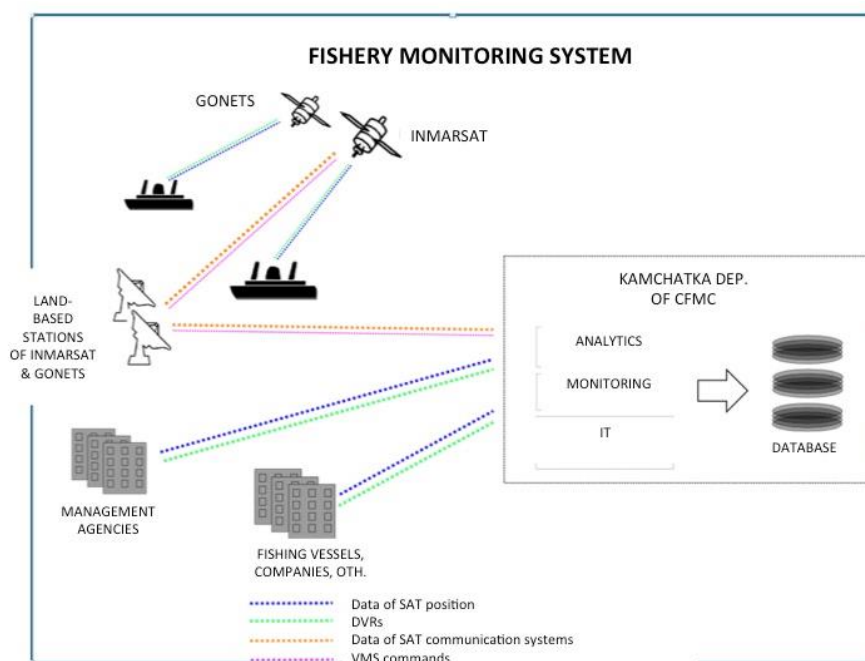 FISHERY MONITORING SYSTEM
GONETS
INMARSAT
LAND-
BASED
STATIONS
OF INMARSAT
& GONETS
KAMCHATKA DEP.
OF CFMC
ANALYTICS
MONITORING
IT
DATABASE
MANAGEMENT
AGENCIES
FISHING VESSELS,
COMPANIES, OTH.
Data of SAT position
DVRs
Data of SAT communication systems
VMS commands